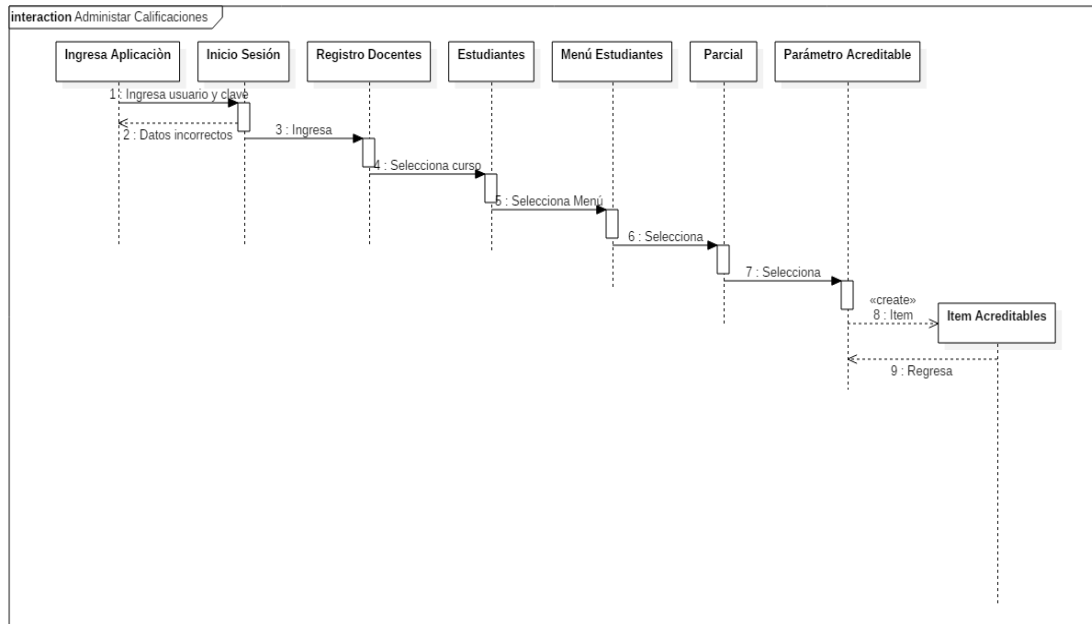 interaction Administar Calificaciones
Ingresa Aplicaciòn
Inicio Sesión
Registro Docentes
Estudiantes
Menú Estudiantes
Parcial
Parámetro Acreditable
1 : Ingresa usuario y clave
2 : Datos incorrectos
3 : Ingresa
4 : Selecciona curso
5 : Selecciona Menú
6 : Selecciona
7 : Selecciona
«create»
8 : Item
Item Acreditables
9 : Regresa